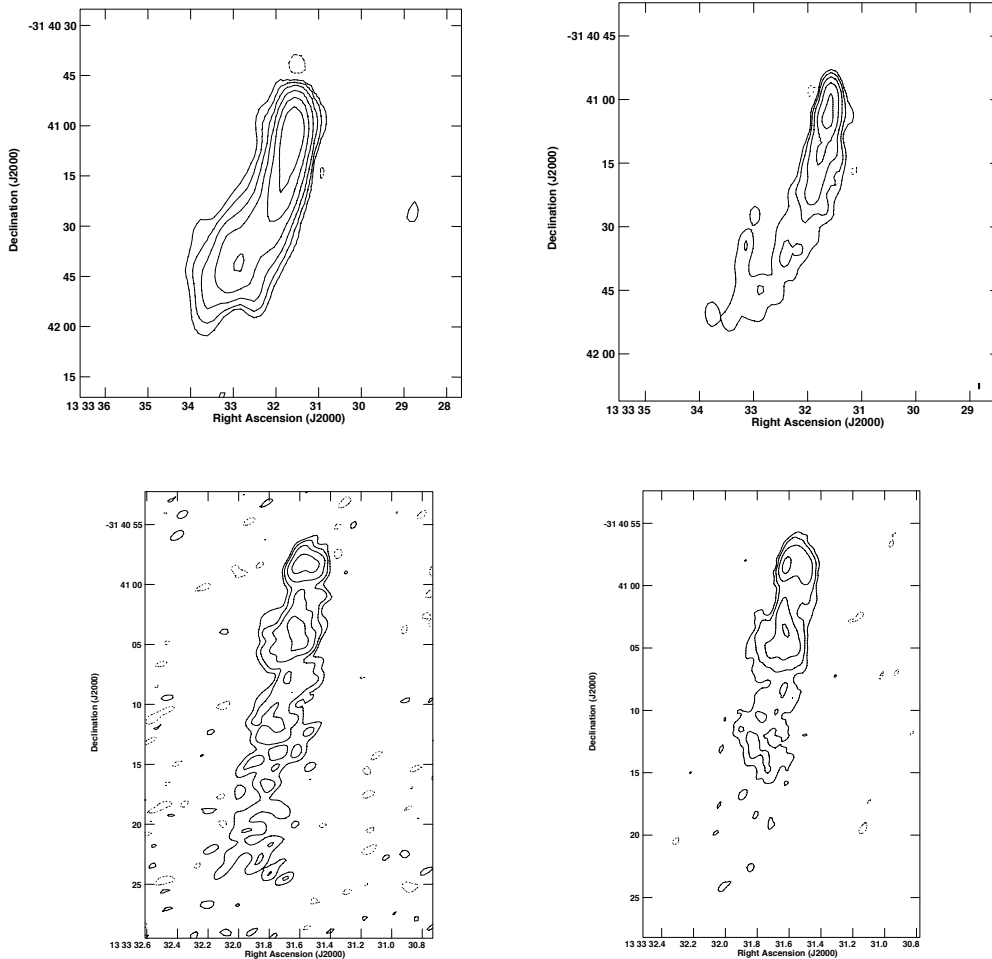 -31 40 30
45
41 00
15
30
45
42 00
15
Declination (J2000)
13 33 36 35 34 33 32 31 30 29 28
Right Ascension (J2000)
-31 40 45
41 00
15
30
45
42 00
Declination (J2000)
13 33 35 34 33 32 31 30 29
Right Ascension (J2000)
-31 40 55
41 00
05
10
15
20
25
Declination (J2000)
13 33 32.6 32.4 32.2 32.0 31.8 31.6 31.4 31.2 31.0 30.8
Right Ascension (J2000)
-31 40 55
41 00
05
10
15
20
25
Declination (J2000)
13 33 32.4 32.2 32.0 31.8 31.6 31.4 31.2 31.0 30.8
Right Ascension (J2000)